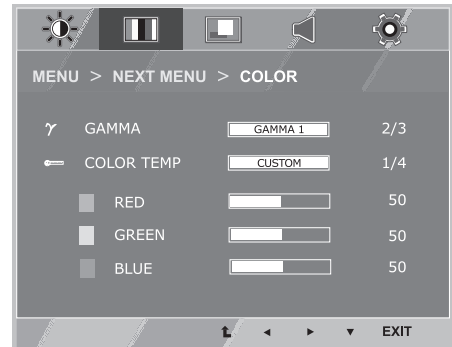 MENU > NEXT MENU > COLOR
γ GAMMA GAMMA 1 2/3
COLOR TEMP CUSTOM 1/4
RED 50
GREEN 50
BLUE 50
EXIT